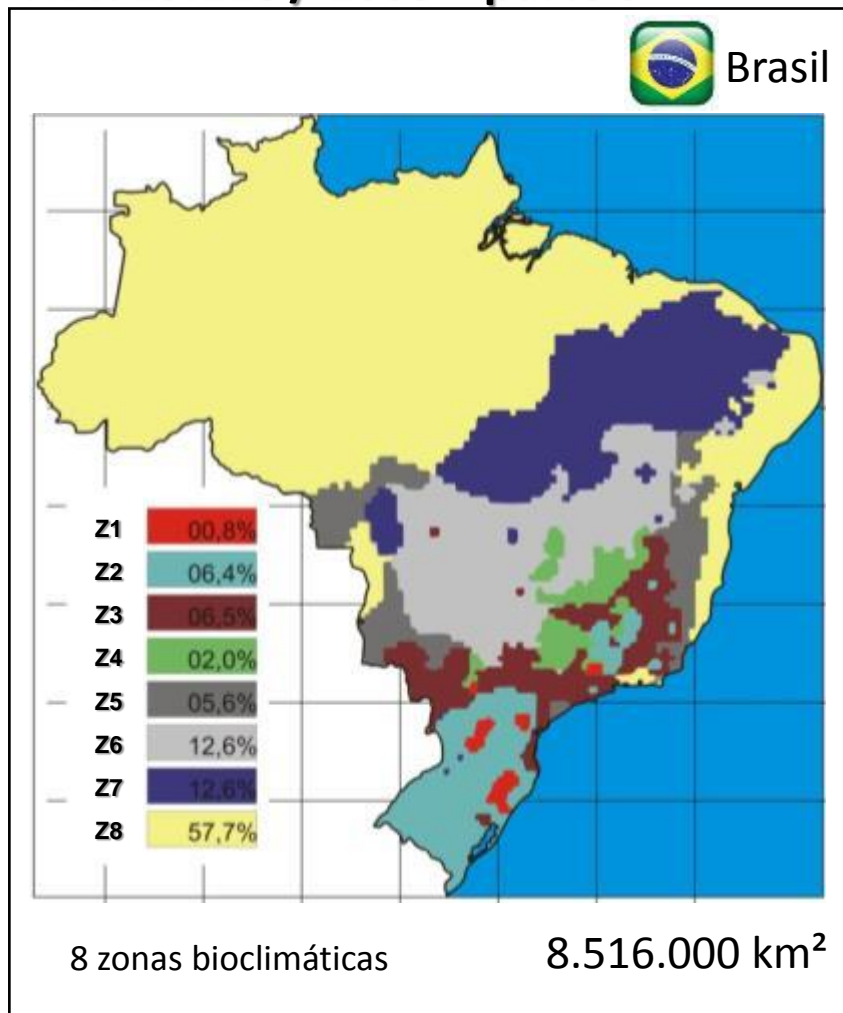 Brasil
Z1 00,8%
Z2 06,4%
Z3 06,5%
Z4 02,0%
Z5 05,6%
Z6 12,6%
Z7 12,6%
Z8 57,7%
8 zonas bioclimáticas
8.516.000 km²